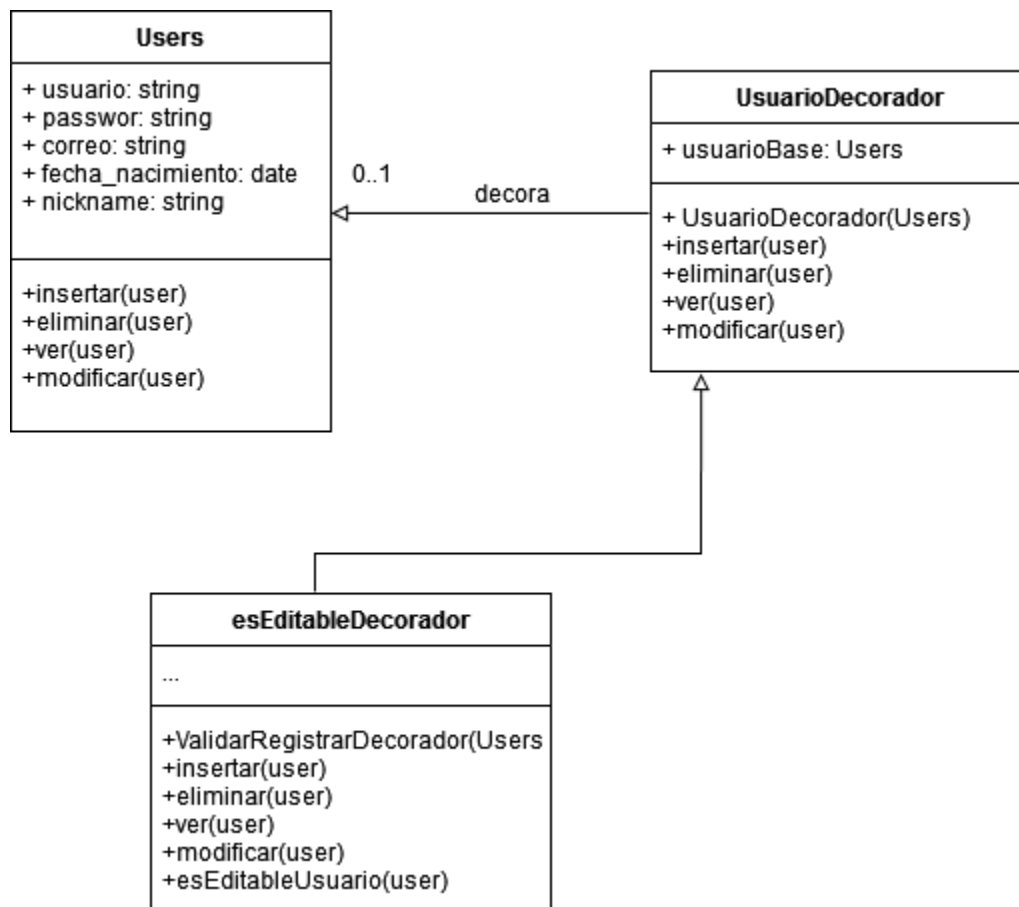 Users
+ usuario: string
+ passwor: string
+ correo: string
+ fecha_nacimiento: date
+ nickname: string
+insertar(user)
+eliminar(user)
+ver(user)
+modificar(user)
0..1
decora
UsuarioDecorador
+ usuarioBase: Users
+ UsuarioDecorador(Users)
+insertar(user)
+eliminar(user)
+ver(user)
+modificar(user)
esEditableDecorador
...
+ValidarRegistrarDecorador(Users
+insertar(user)
+eliminar(user)
+ver(user)
+modificar(user)
+esEditableUsuario(user)